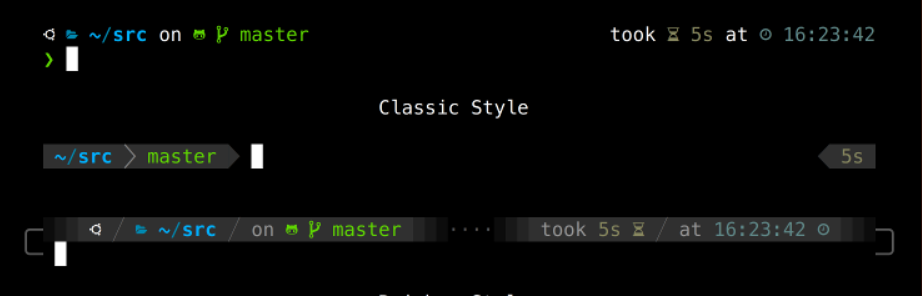 ~/src on master took 5s at 16:23:42
❯
Classic Style
~/src master 5s
~/src on master ···· took 5s at 16:23:42